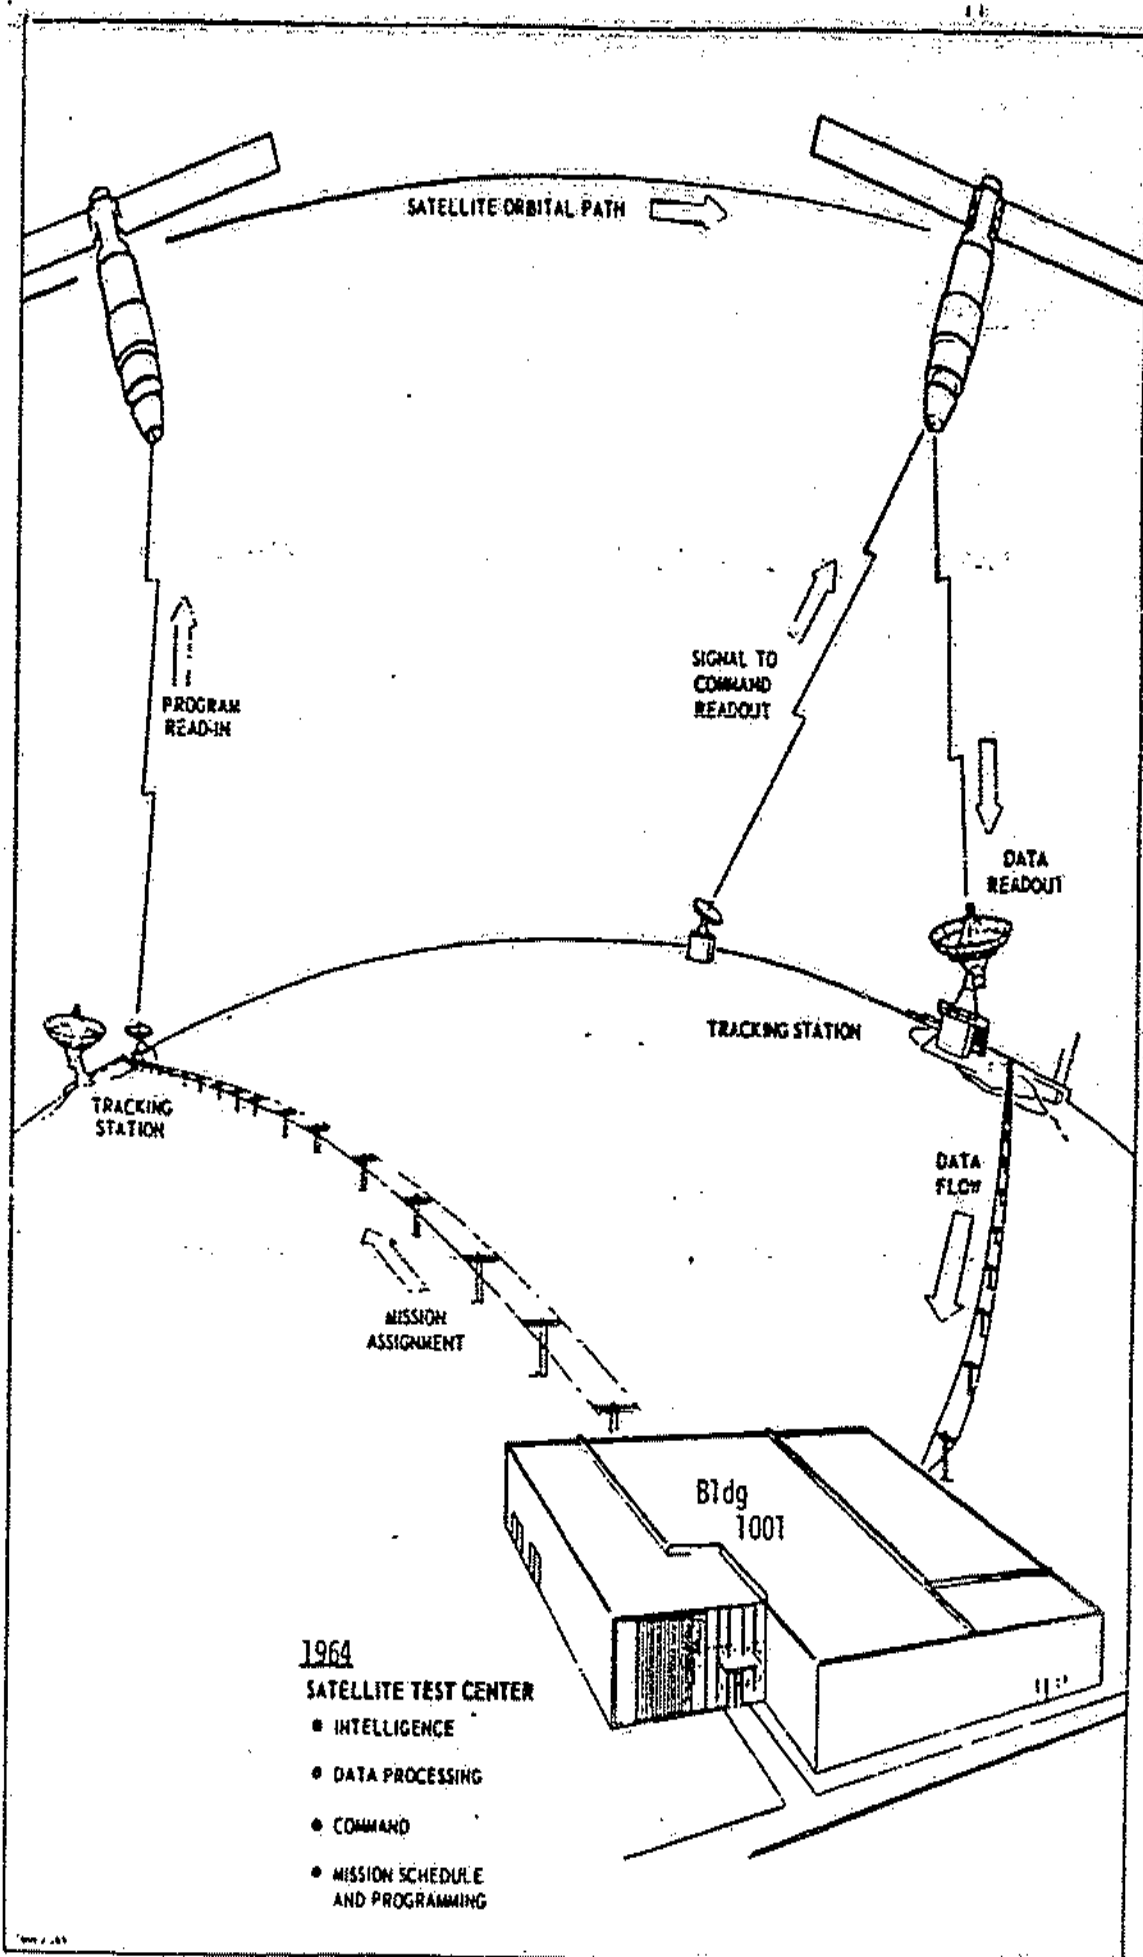 SATELLITE ORBITAL PATH
PROGRAM
READ-IN
SIGNAL TO
COMMAND
READOUT
DATA
READOUT
TRACKING STATION
TRACKING
STATION
DATA
FLOW
MISSION
ASSIGNMENT
Bldg
1001
1964
SATELLITE TEST CENTER
• INTELLIGENCE
• DATA PROCESSING
• COMMAND
• MISSION SCHEDULE
AND PROGRAMMING